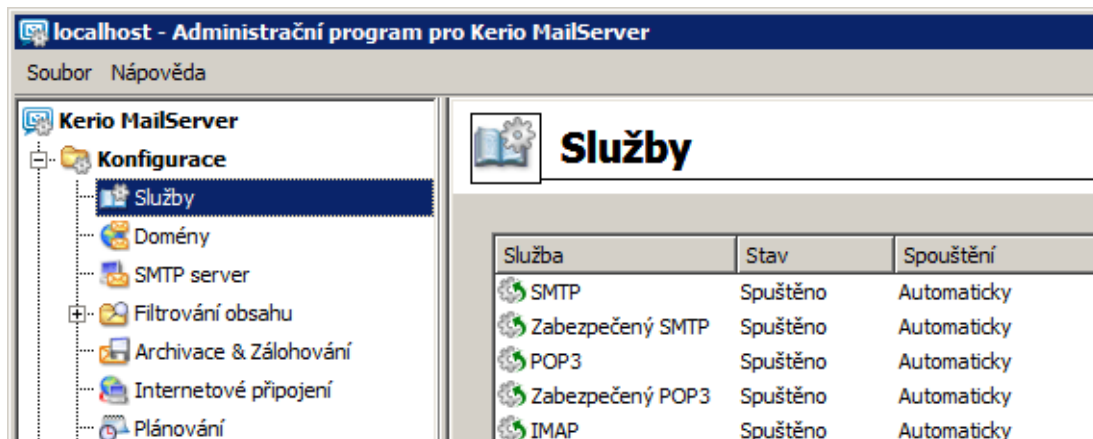 localhost - Administrační program pro Kerio MailServer
Soubor Nápověda
Kerio MailServer
Konfigurace
Služby
Domény
SMTP server
Filtrování obsahu
Archivace & Zálohování
Internetové připojení
Plánování
Služby
Služba Stav Spouštění
SMTP Spuštěno Automaticky
Zabezpečený SMTP Spuštěno Automaticky
POP3 Spuštěno Automaticky
Zabezpečený POP3 Spuštěno Automaticky
IMAP Spuštěno Automaticky